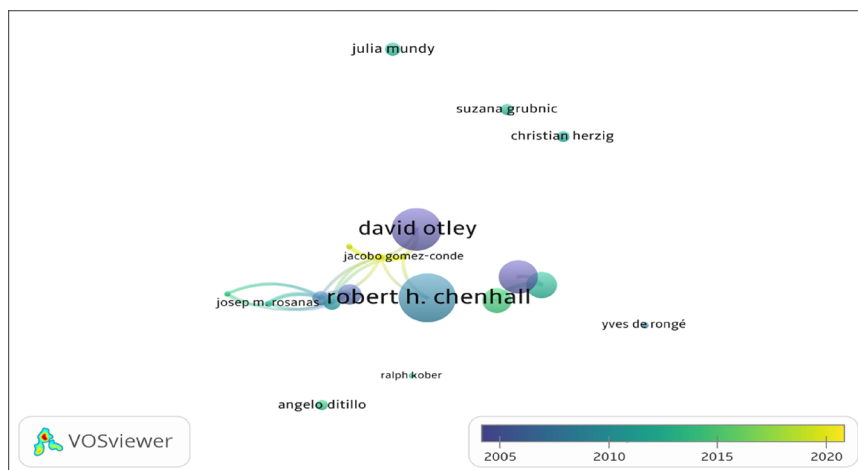 julia mundy
suzana grubnic
christian herzig
david otley
jacobo gomez-conde
josep m. rosanas
robert h. chenhall
yves de rongé
ralph kober
angelo ditillo
VOSviewer
2005 2010 2015 2020